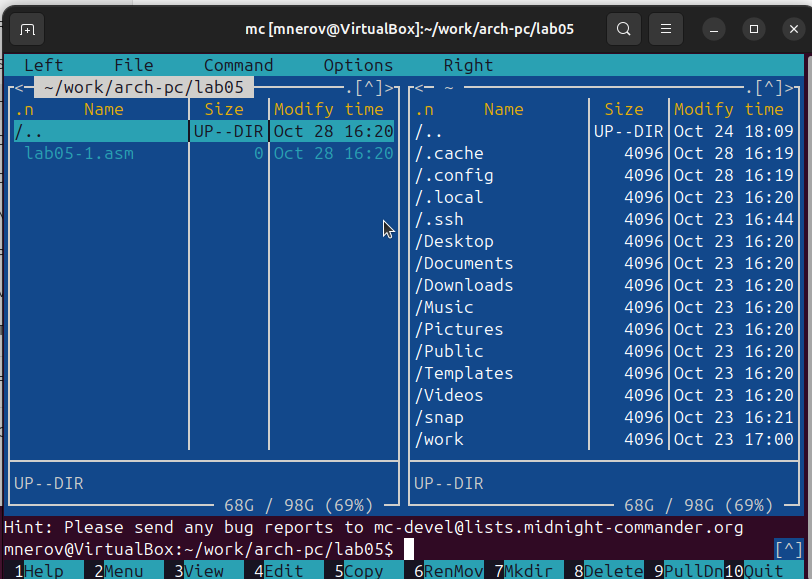 mc [mnerov@VirtualBox]:~/work/arch-pc/lab05
Left File Command Options Right
<─ ~/work/arch-pc/lab05 ─.[^]>
.n Name Size Modify time
/.. UP--DIR Oct 28 16:20
lab05-1.asm 0 Oct 28 16:20
UP--DIR
68G / 98G (69%)
<─ ~ ─.[^]>
.n Name Size Modify time
/.. UP--DIR Oct 24 18:09
/.cache 4096 Oct 28 16:19
/.config 4096 Oct 28 16:19
/.local 4096 Oct 23 16:20
/.ssh 4096 Oct 23 16:44
/Desktop 4096 Oct 23 16:20
/Documents 4096 Oct 23 16:20
/Downloads 4096 Oct 23 16:20
/Music 4096 Oct 23 16:20
/Pictures 4096 Oct 23 16:20
/Public 4096 Oct 23 16:20
/Templates 4096 Oct 23 16:20
/Videos 4096 Oct 23 16:20
/snap 4096 Oct 23 16:21
/work 4096 Oct 23 17:00
UP--DIR
68G / 98G (69%)
Hint: Please send any bug reports to mc-devel@lists.midnight-commander.org
mnerov@VirtualBox:~/work/arch-pc/lab05$ [^]
1Help 2Menu 3View 4Edit 5Copy 6RenMov 7Mkdir 8Delete 9PullDn 10Quit